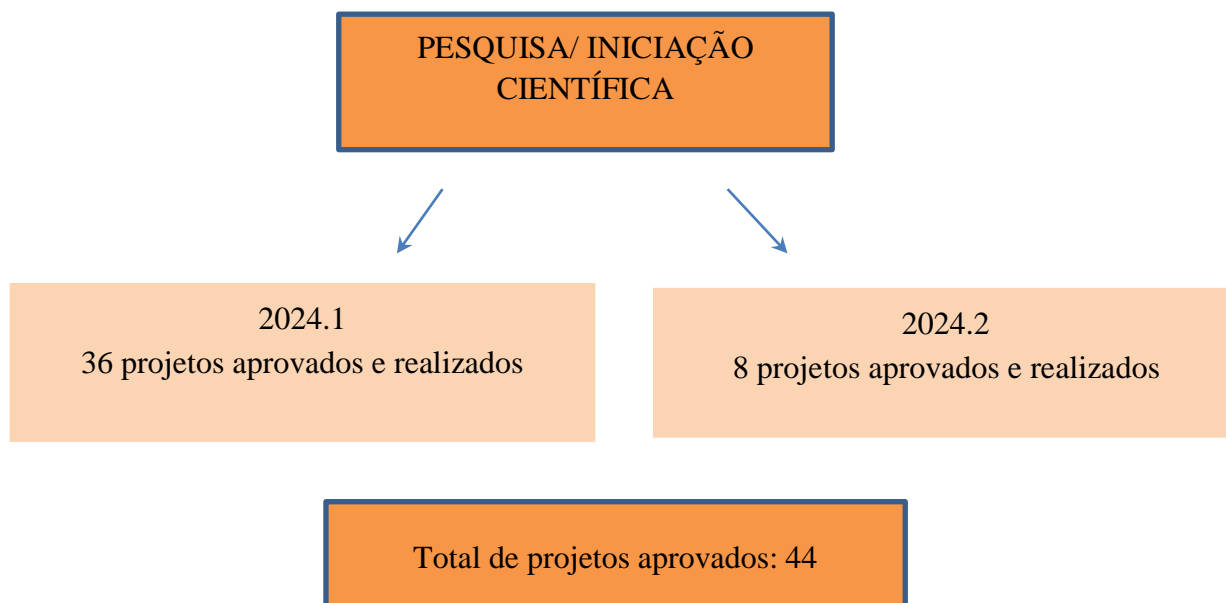 PESQUISA/ INICIAÇÃO
CIENTÍFICA
2024.1
36 projetos aprovados e realizados
2024.2
8 projetos aprovados e realizados
Total de projetos aprovados: 44